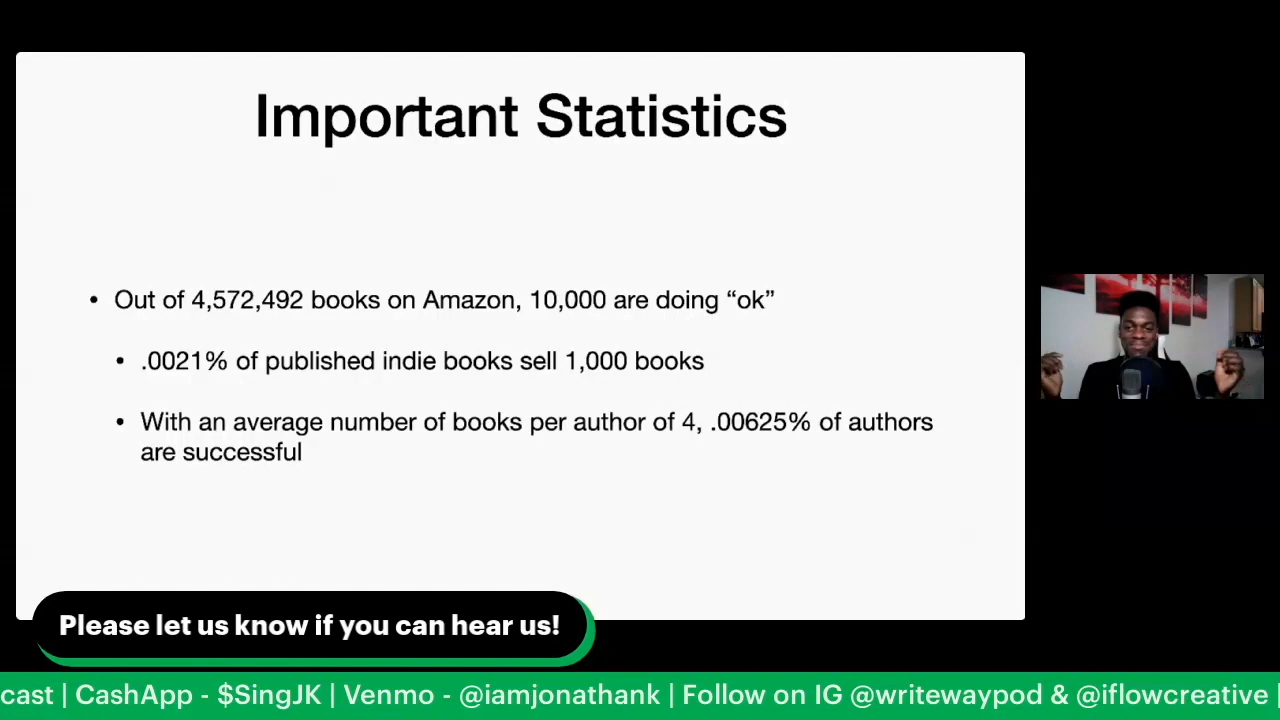 Important Statistics
• Out of 4,572,492 books on Amazon, 10,000 are doing “ok”
• .0021% of published indie books sell 1,000 books
• With an average number of books per author of 4, .00625% of authors
are successful
Please let us know if you can hear us!
cast | CashApp - $SingJK | Venmo - @iamjonathank | Follow on IG @writewaypod & @iflowcreative |